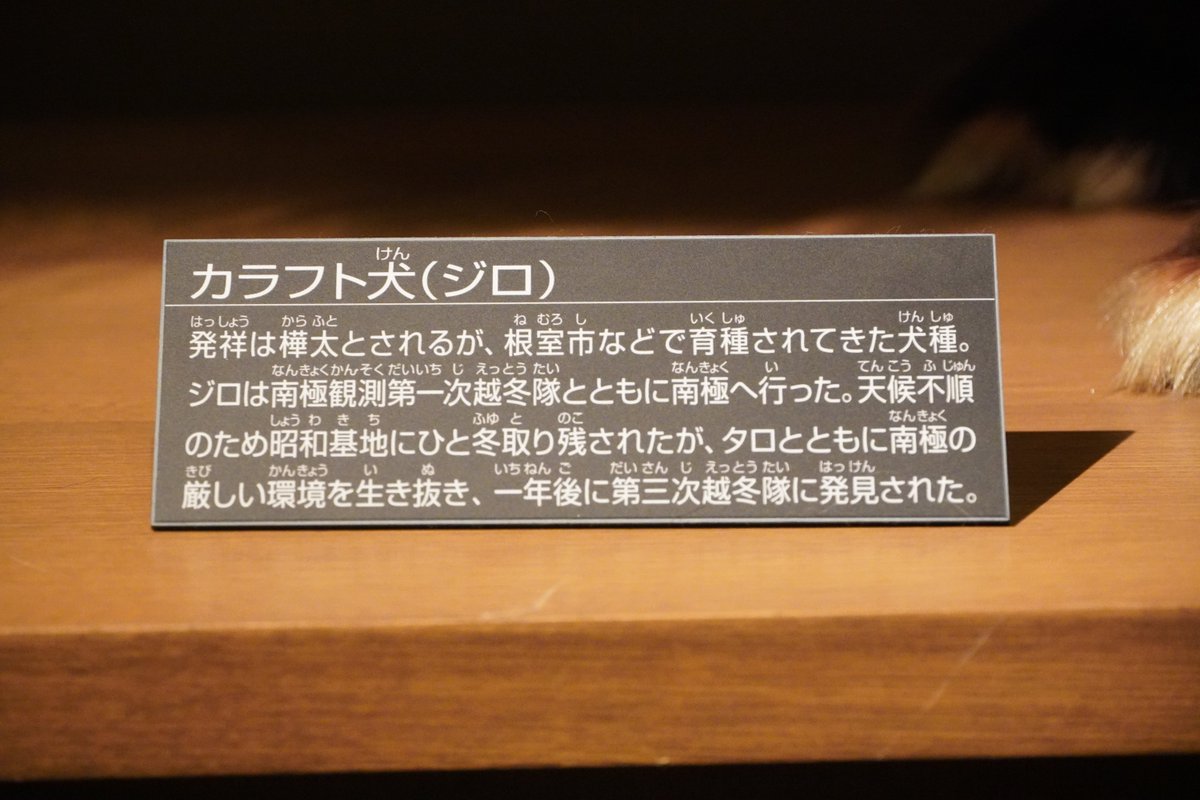 カラフト犬(ジロ)
発祥は樺太とされるが、根室市などで育種されてきた犬種。
ジロは南極観測第一次越冬隊とともに南極へ行った。天候不順
のため昭和基地にひと冬取り残されたが、タロとともに南極の
厳しい環境を生き抜き、一年後に第三次越冬隊に発見された。